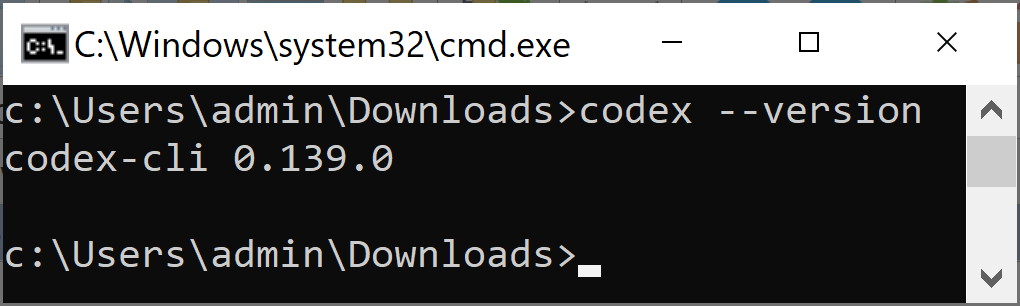 C:\Windows\system32\cmd.exe
c:\Users\admin\Downloads>codex --version
codex-cli 0.139.0
c:\Users\admin\Downloads>